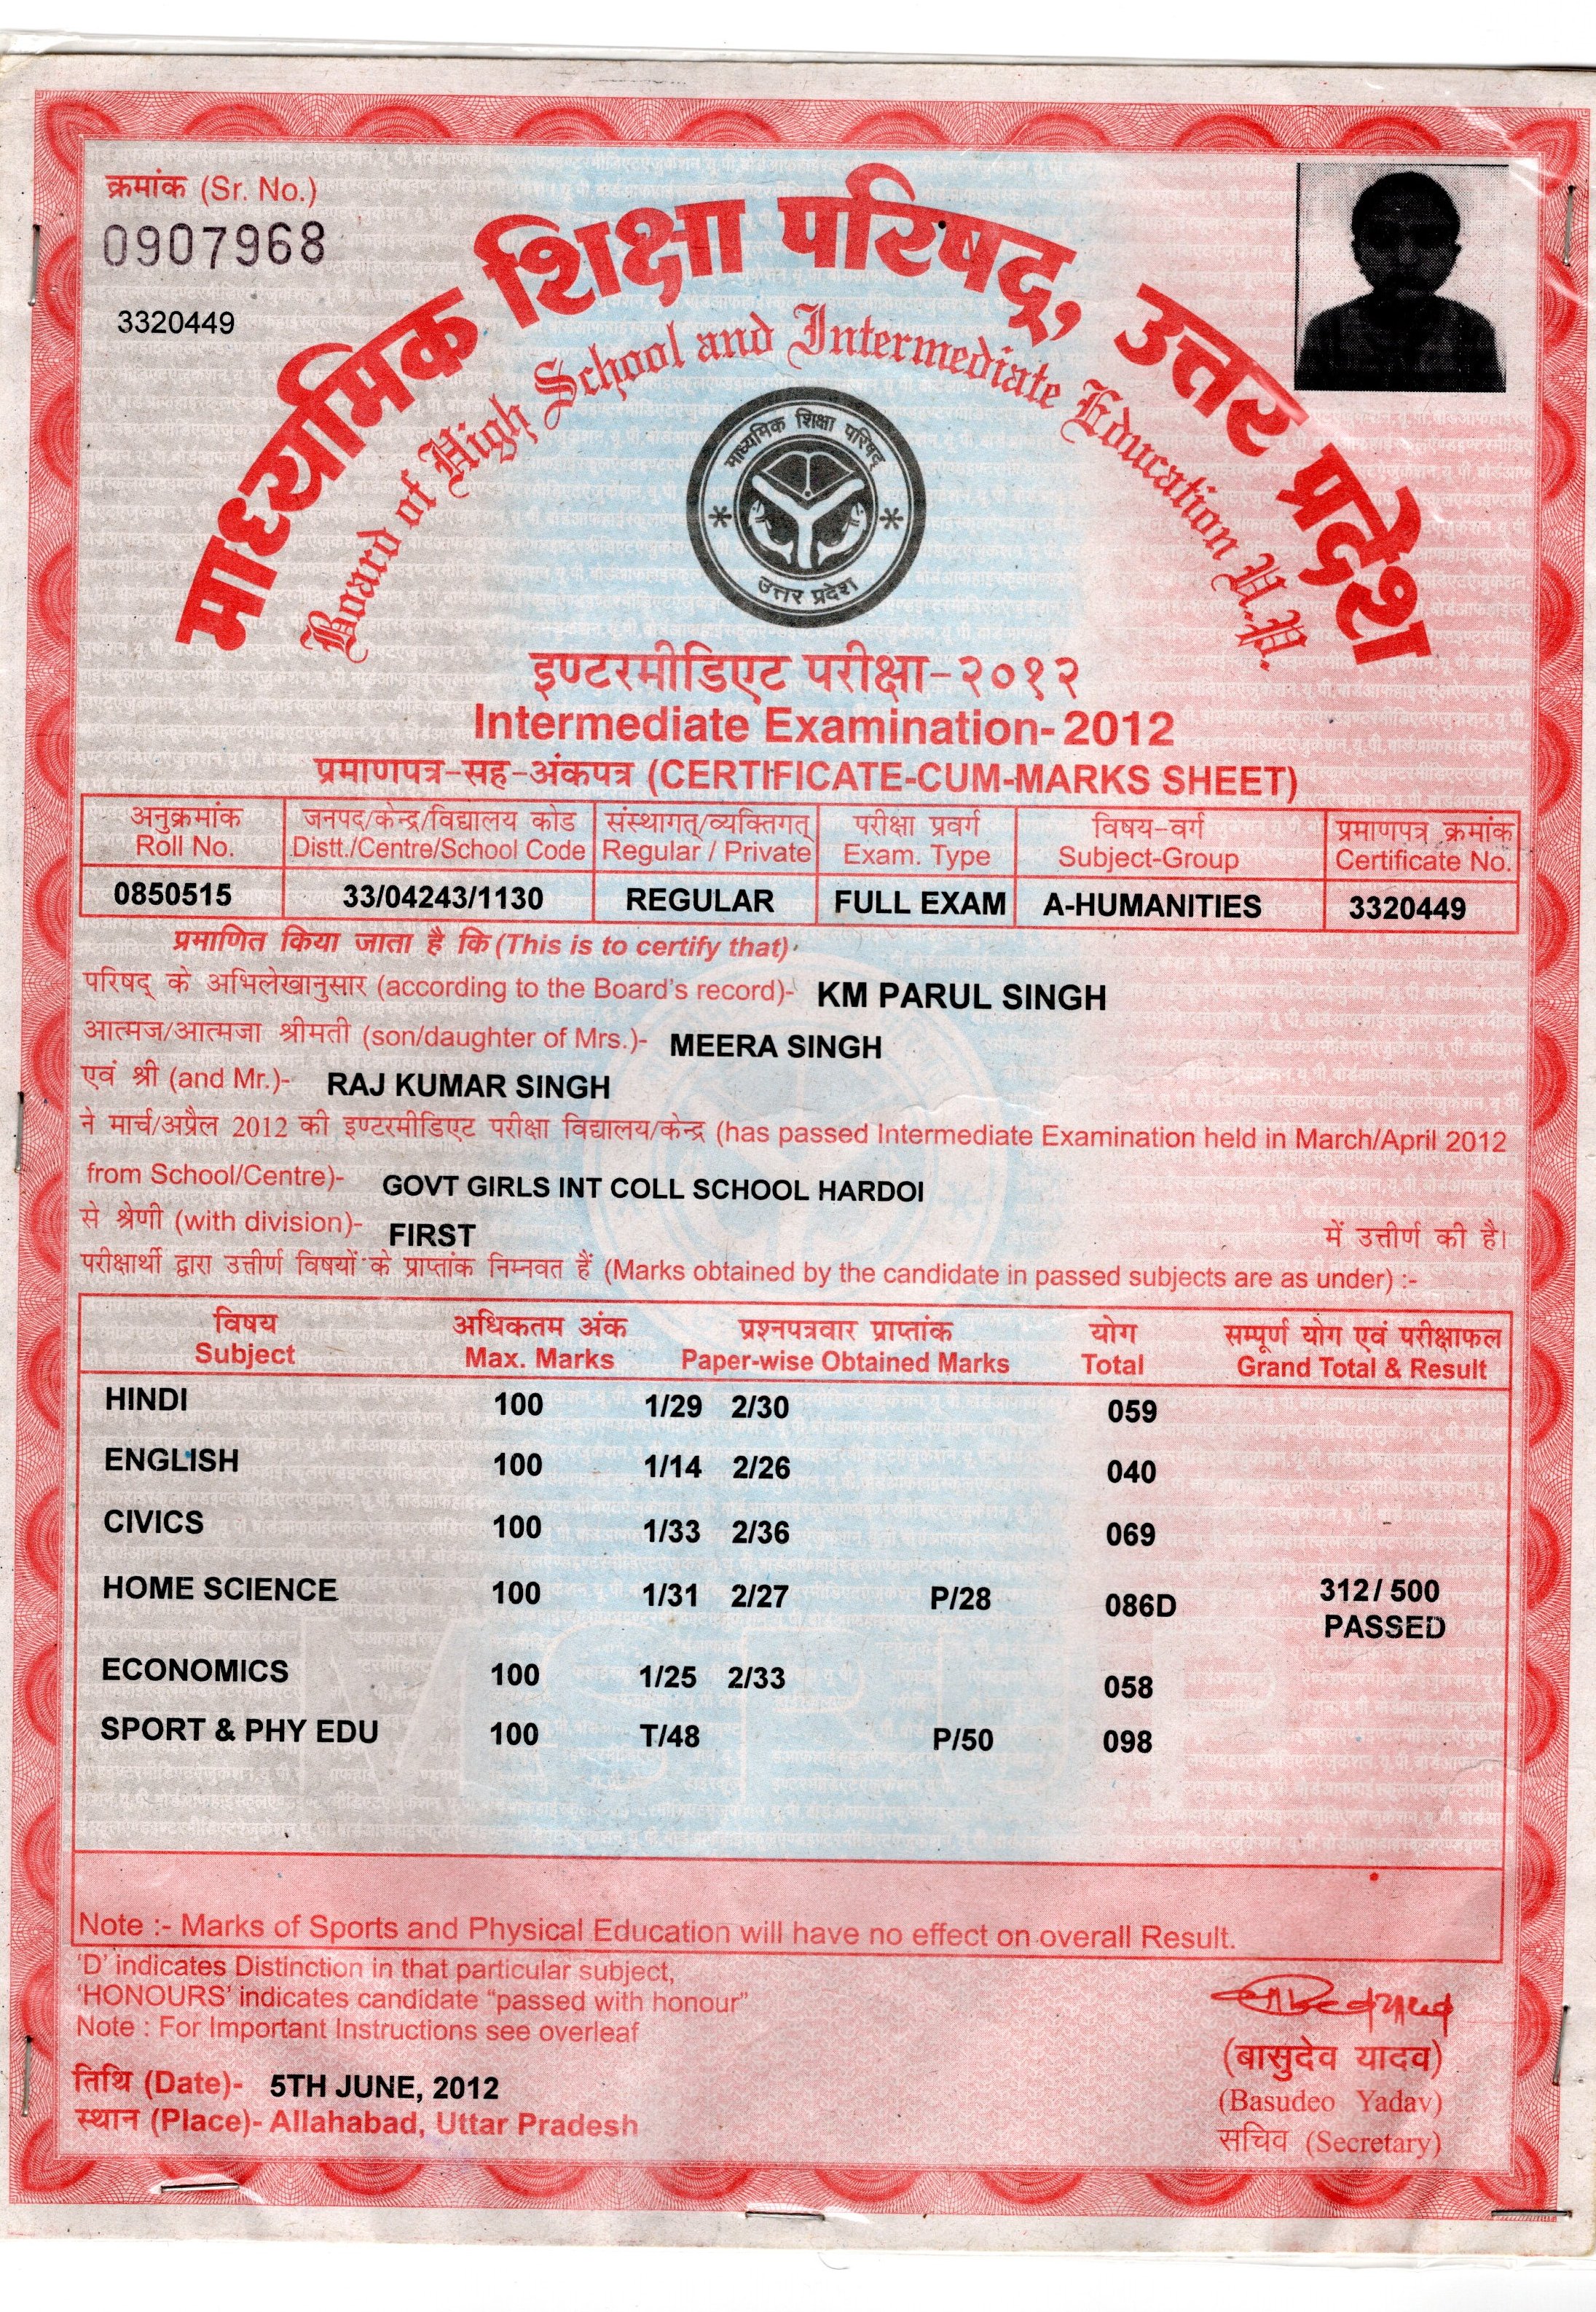 क्रमांक (Sr. No.)
0907968
3320449
माध्यमिक शिक्षा परिषद्, उत्तर प्रदेश
Board of High School and Intermediate Education U.P.
माध्यमिक शिक्षा परिषद्
उत्तर प्रदेश
इण्टरमीडिएट परीक्षा-२०१२
Intermediate Examination- 2012
प्रमाणपत्र-सह-अंकपत्र (CERTIFICATE-CUM-MARKS SHEET)
अनुक्रमांक जनपद/केन्द्र/विद्यालय कोड संस्थागत्/व्यक्तिगत् परीक्षा प्रवर्ग विषय-वर्ग प्रमाणपत्र क्रमांक
Roll No. Distt./Centre/School Code Regular / Private Exam. Type Subject-Group Certificate No.
0850515 33/04243/1130 REGULAR FULL EXAM A-HUMANITIES 3320449
प्रमाणित किया जाता है कि (This is to certify that)
परिषद् के अभिलेखानुसार (according to the Board's record)- KM PARUL SINGH
आत्मज/आत्मजा श्रीमती (son/daughter of Mrs.)- MEERA SINGH
एवं श्री (and Mr.)- RAJ KUMAR SINGH
ने मार्च/अप्रैल 2012 की इण्टरमीडिएट परीक्षा विद्यालय/केन्द्र (has passed Intermediate Examination held in March/April 2012
from School/Centre)- GOVT GIRLS INT COLL SCHOOL HARDOI
से श्रेणी (with division)- FIRST में उत्तीर्ण की है।
परीक्षार्थी द्वारा उत्तीर्ण विषयों के प्राप्तांक निम्नवत हैं (Marks obtained by the candidate in passed subjects are as under) :-
विषय अधिकतम अंक प्रश्नपत्रवार प्राप्तांक योग सम्पूर्ण योग एवं परीक्षाफल
Subject Max. Marks Paper-wise Obtained Marks Total Grand Total & Result
HINDI 100 1/29 2/30 059
ENGLISH 100 1/14 2/26 040
CIVICS 100 1/33 2/36 069
HOME SCIENCE 100 1/31 2/27 P/28 086D 312/ 500
PASSED
ECONOMICS 100 1/25 2/33 058
SPORT & PHY EDU 100 T/48 P/50 098
Note :- Marks of Sports and Physical Education will have no effect on overall Result.
'D' indicates Distinction in that particular subject,
'HONOURS' indicates candidate "passed with honour"
Note : For Important Instructions see overleaf
तिथि (Date)- 5TH JUNE, 2012
स्थान (Place)- Allahabad, Uttar Pradesh
(बासुदेव यादव)
(Basudeo Yadav)
सचिव (Secretary)